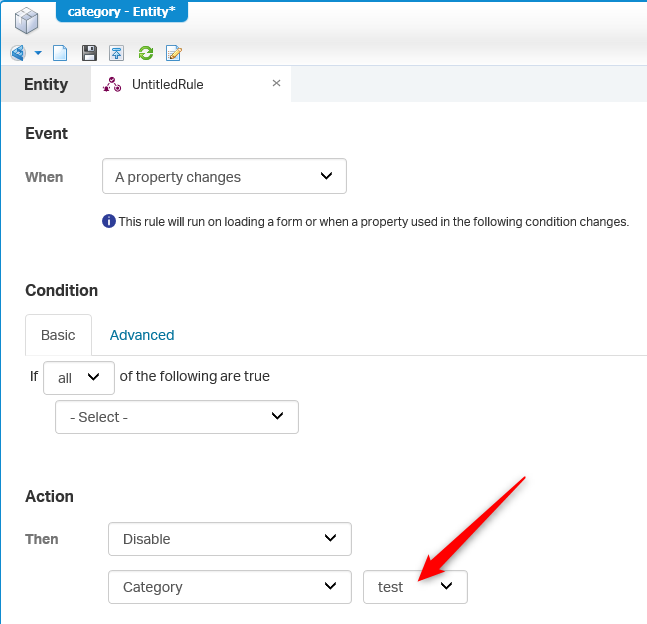 category - Entity*
Entity UntitledRule ×
Event
When A property changes
This rule will run on loading a form or when a property used in the following condition changes.
Condition
Basic Advanced
If all of the following are true
- Select -
Action
Then Disable
Category test